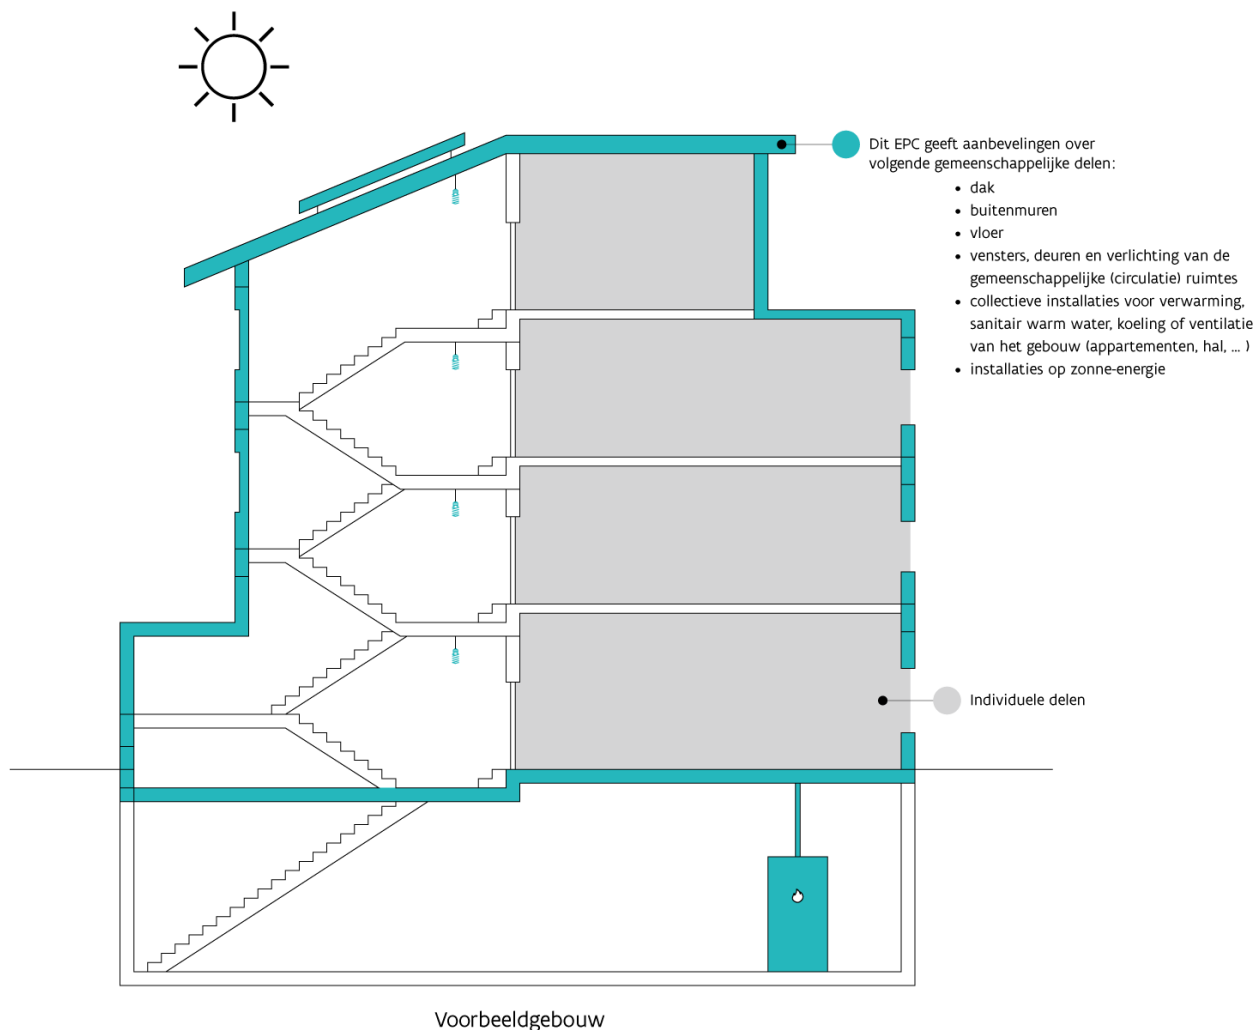 Dit EPC geeft aanbevelingen over
volgende gemeenschappelijke delen:
• dak
• buitenmuren
• vloer
• vensters, deuren en verlichting van de
gemeenschappelijke (circulatie) ruimtes
• collectieve installaties voor verwarming,
sanitair warm water, koeling of ventilatie
van het gebouw (appartementen, hal, ... )
• installaties op zonne-energie
Individuele delen
Voorbeeldgebouw